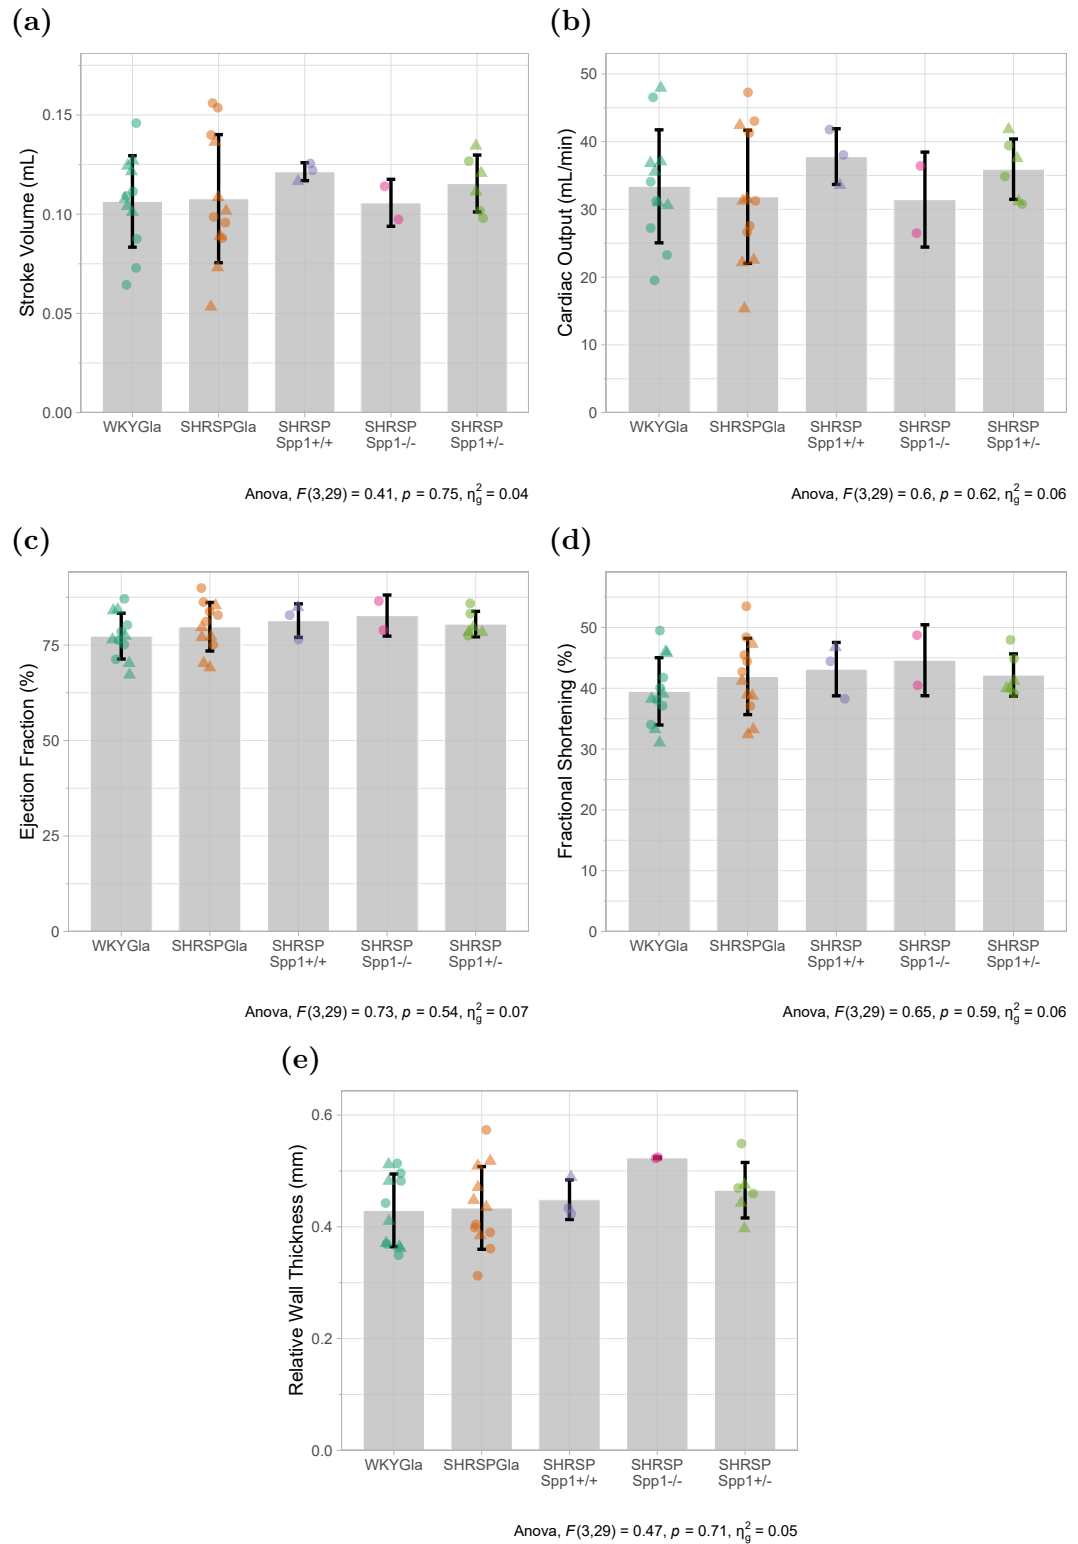 (a)
Stroke Volume (mL)
0.15
0.10
0.05
0.00
WKYGla SHRSPGla SHRSP Spp1+/+ SHRSP Spp1-/- SHRSP Spp1+/-
Anova, F(3,29) = 0.41, p = 0.75, η²g = 0.04
(b)
Cardiac Output (mL/min)
50
40
30
20
10
0
WKYGla SHRSPGla SHRSP Spp1+/+ SHRSP Spp1-/- SHRSP Spp1+/-
Anova, F(3,29) = 0.6, p = 0.62, η²g = 0.06
(c)
Ejection Fraction (%)
75
50
25
0
WKYGla SHRSPGla SHRSP Spp1+/+ SHRSP Spp1-/- SHRSP Spp1+/-
Anova, F(3,29) = 0.73, p = 0.54, η²g = 0.07
(d)
Fractional Shortening (%)
50
40
30
20
10
0
WKYGla SHRSPGla SHRSP Spp1+/+ SHRSP Spp1-/- SHRSP Spp1+/-
Anova, F(3,29) = 0.65, p = 0.59, η²g = 0.06
(e)
Relative Wall Thickness (mm)
0.6
0.4
0.2
0.0
WKYGla SHRSPGla SHRSP Spp1+/+ SHRSP Spp1-/- SHRSP Spp1+/-
Anova, F(3,29) = 0.47, p = 0.71, η²g = 0.05